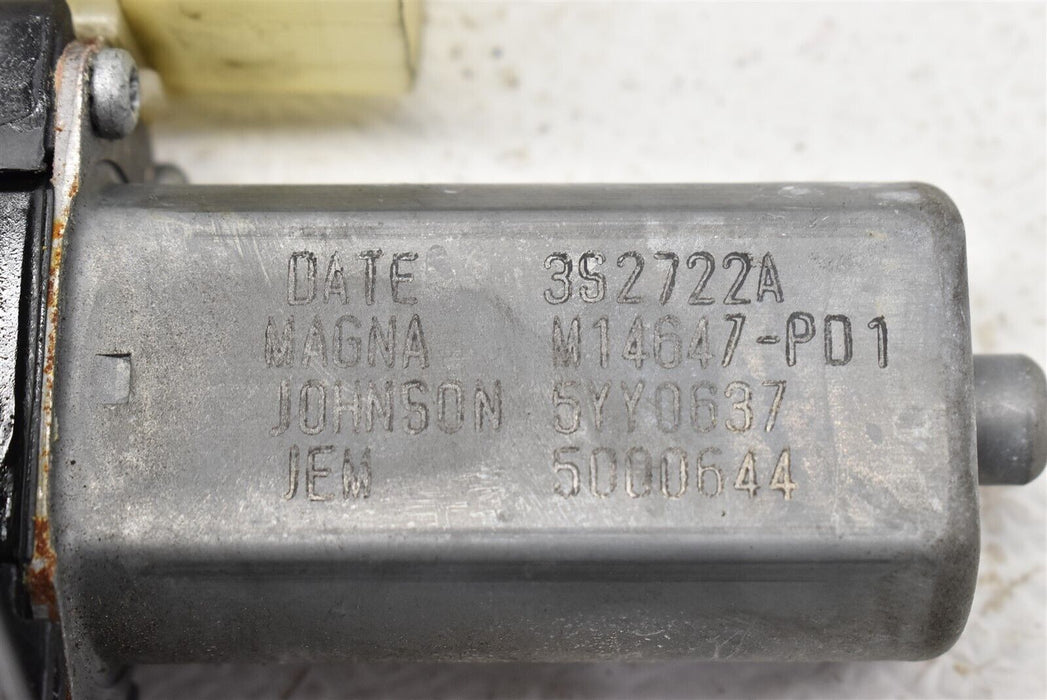 DATE 3S2722A
MAGNA M14647-PD1
JOHNSON 5YY0637
JEM 5000644